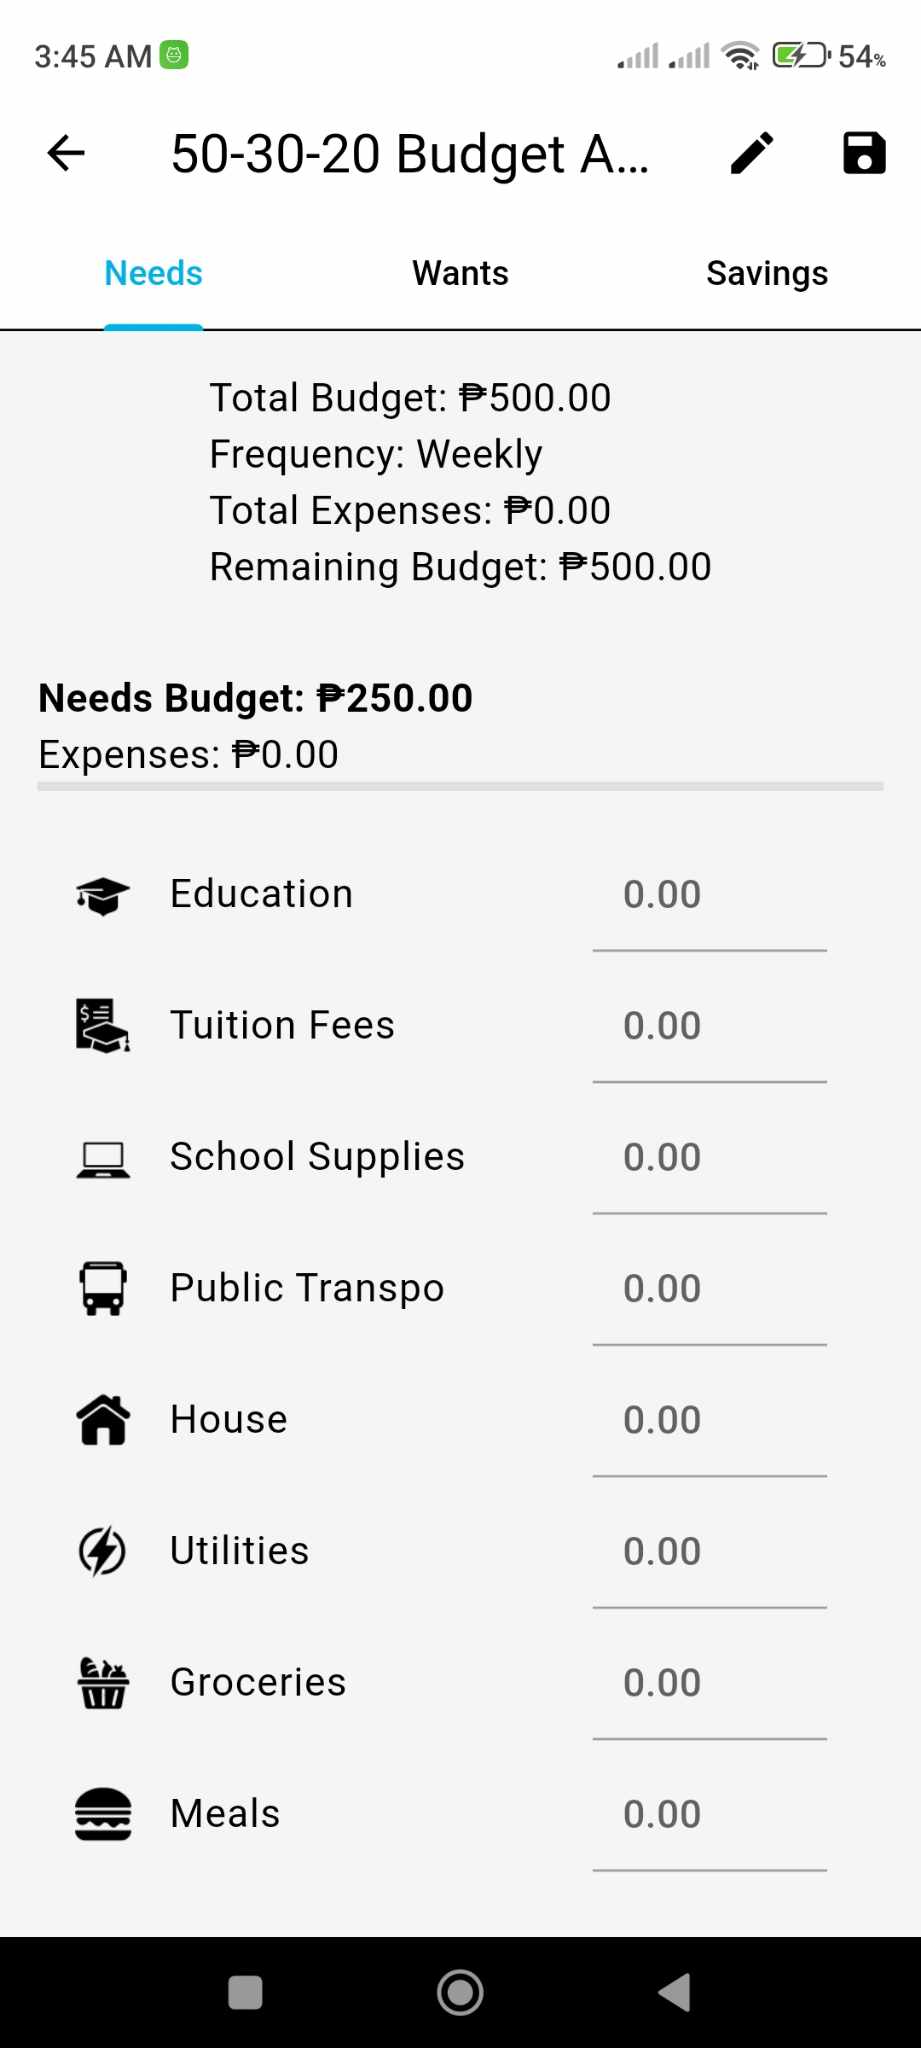 3:45 AM 54%
50-30-20 Budget A...
Needs Wants Savings
Total Budget: ₱500.00
Frequency: Weekly
Total Expenses: ₱0.00
Remaining Budget: ₱500.00
Needs Budget: ₱250.00
Expenses: ₱0.00
Education 0.00
Tuition Fees 0.00
School Supplies 0.00
Public Transpo 0.00
House 0.00
Utilities 0.00
Groceries 0.00
Meals 0.00